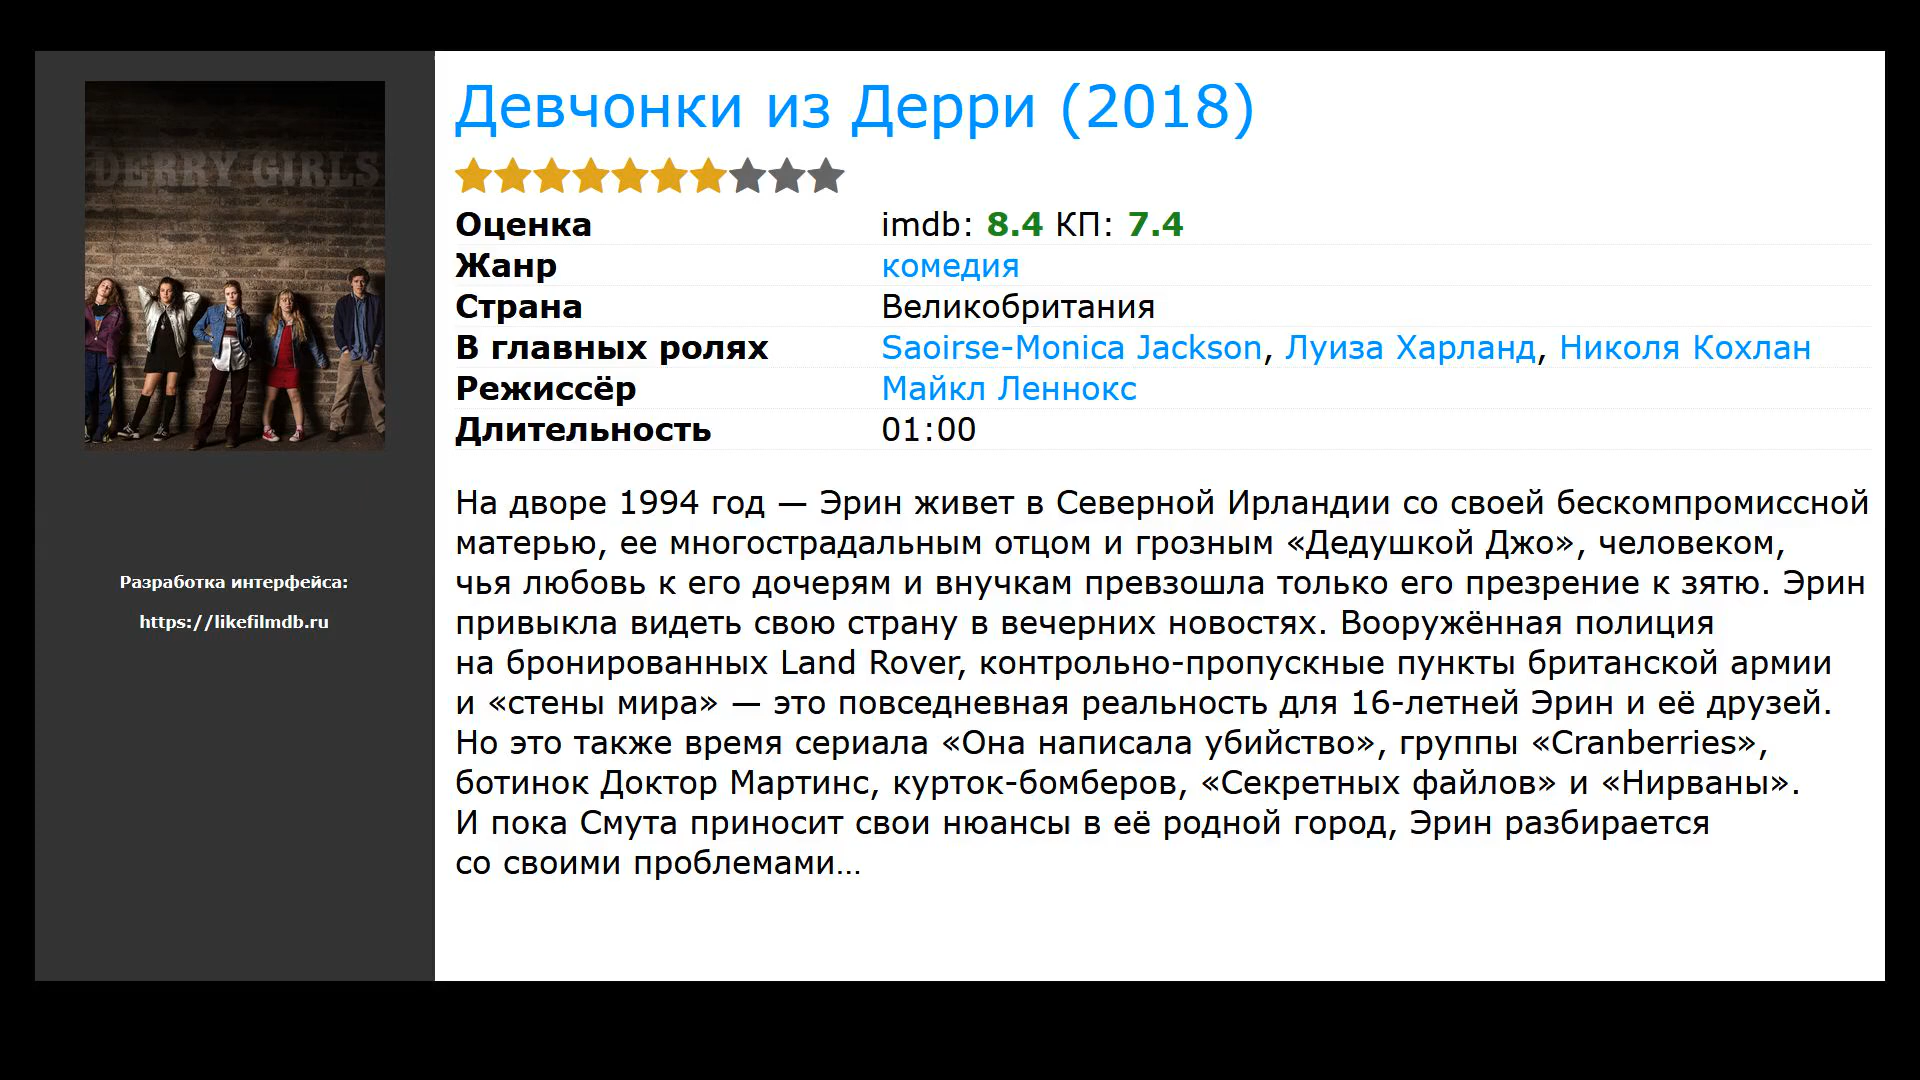 DERRY GIRLS
Разработка интерфейса:
https://likefilmdb.ru
Девчонки из Дерри (2018)
Оценка imdb: 8.4 КП: 7.4
Жанр комедия
Страна Великобритания
В главных ролях Saoirse-Monica Jackson, Луиза Харланд, Николя Кохлан
Режиссёр Майкл Леннокс
Длительность 01:00
На дворе 1994 год — Эрин живет в Северной Ирландии со своей бескомпромиссной
матерью, ее многострадальным отцом и грозным «Дедушкой Джо», человеком,
чья любовь к его дочерям и внучкам превзошла только его презрение к зятю. Эрин
привыкла видеть свою страну в вечерних новостях. Вооружённая полиция
на бронированных Land Rover, контрольно-пропускные пункты британской армии
и «стены мира» — это повседневная реальность для 16-летней Эрин и её друзей.
Но это также время сериала «Она написала убийство», группы «Cranberries»,
ботинок Доктор Мартинс, курток-бомберов, «Секретных файлов» и «Нирваны».
И пока Смута приносит свои нюансы в её родной город, Эрин разбирается
со своими проблемами…